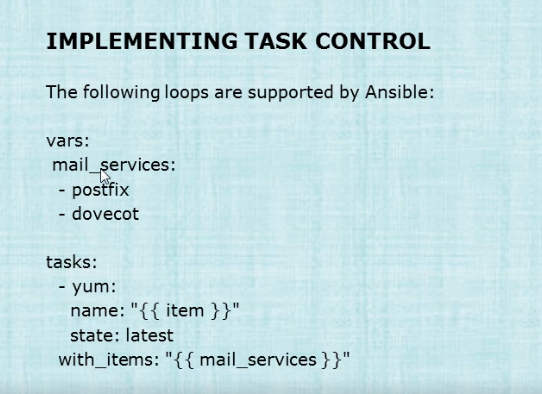 IMPLEMENTING TASK CONTROL
The following loops are supported by Ansible:
vars:
mail_services:
- postfix
- dovecot
tasks:
- yum:
name: "{{ item }}"
state: latest
with_items: "{{ mail_services }}"